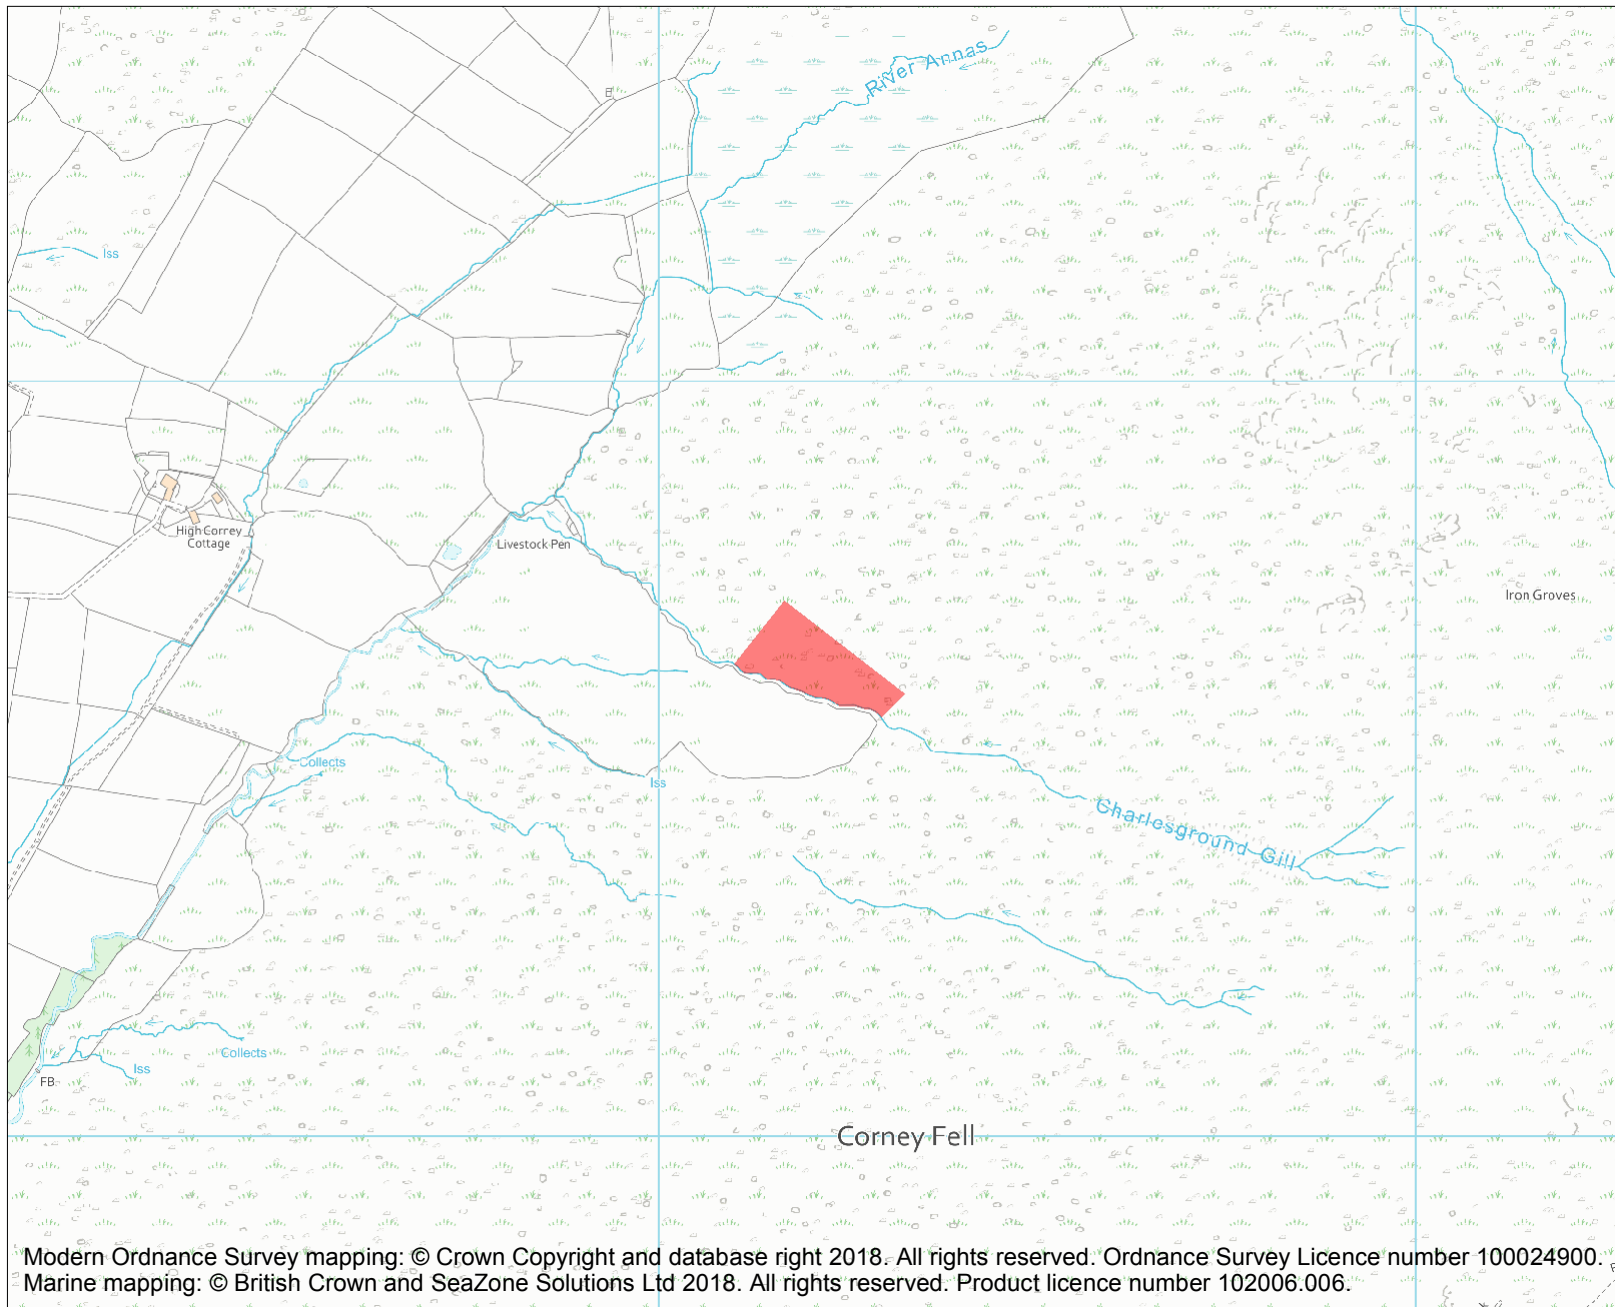 River Annas
Iss
High Correy
Cottage
Livestock Pen
Iron Groves
Collects
Iss
Charlesground Gill
Collects
Iss
FB
Corney Fell
Modern Ordnance Survey mapping: © Crown Copyright and database right 2018. All rights reserved. Ordnance Survey Licence number 100024900.
Marine mapping: © British Crown and SeaZone Solutions Ltd 2018. All rights reserved. Product licence number 102006.006.